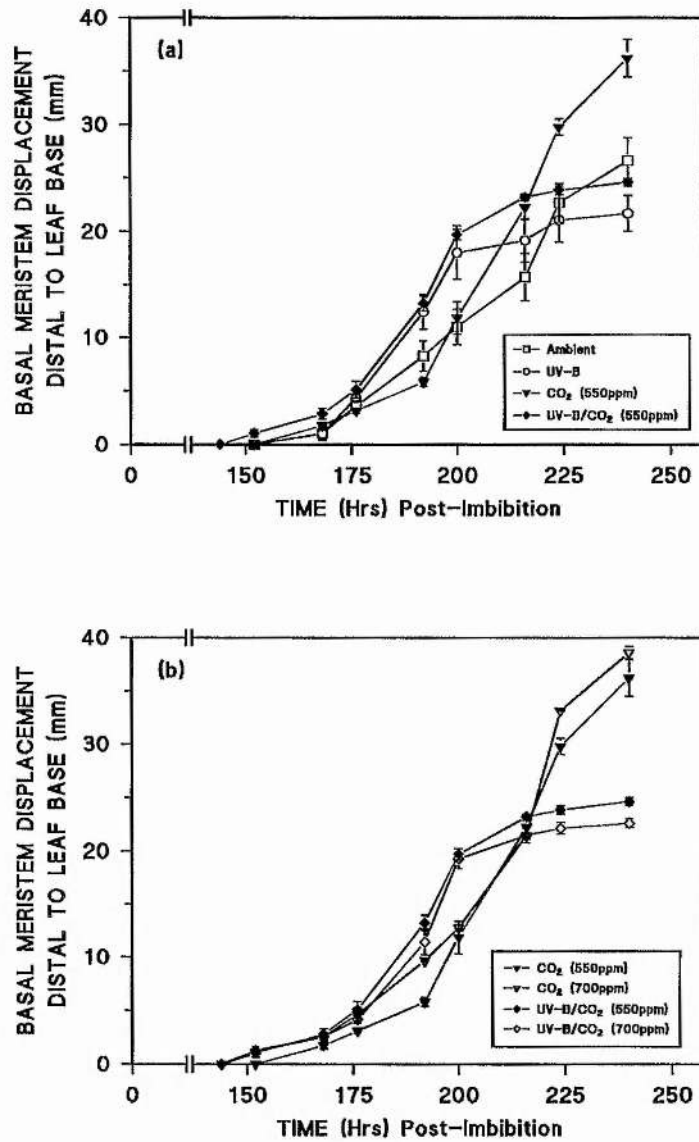 (a)
BASAL MERISTEM DISPLACEMENT
DISTAL TO LEAF BASE (mm)
40
30
20
10
0
Ambient
UV-B
CO₂ (550ppm)
UV-B/CO₂ (550ppm)
0 150 175 200 225 250
TIME (Hrs) Post-Imbibition
(b)
BASAL MERISTEM DISPLACEMENT
DISTAL TO LEAF BASE (mm)
40
30
20
10
0
CO₂ (550ppm)
CO₂ (700ppm)
UV-B/CO₂ (550ppm)
UV-B/CO₂ (700ppm)
0 150 175 200 225 250
TIME (Hrs) Post-Imbibition